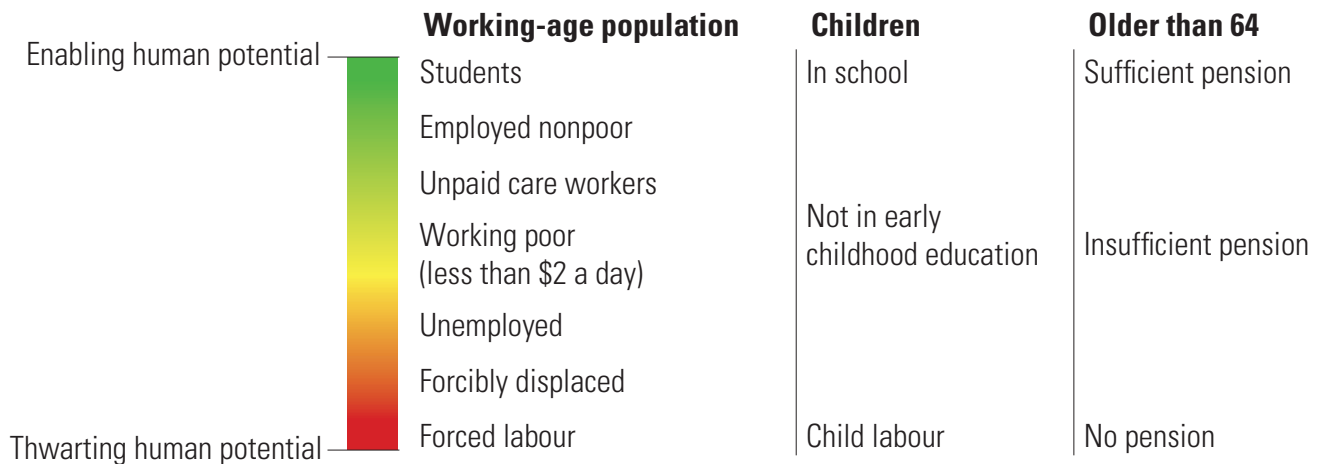 Working-age population
Children
Older than 64
Enabling human potential
Students
In school
Sufficient pension
Employed nonpoor
Unpaid care workers
Not in early
childhood education
Working poor
(less than $2 a day)
Insufficient pension
Unemployed
Forcibly displaced
Thwarting human potential
Forced labour
Child labour
No pension